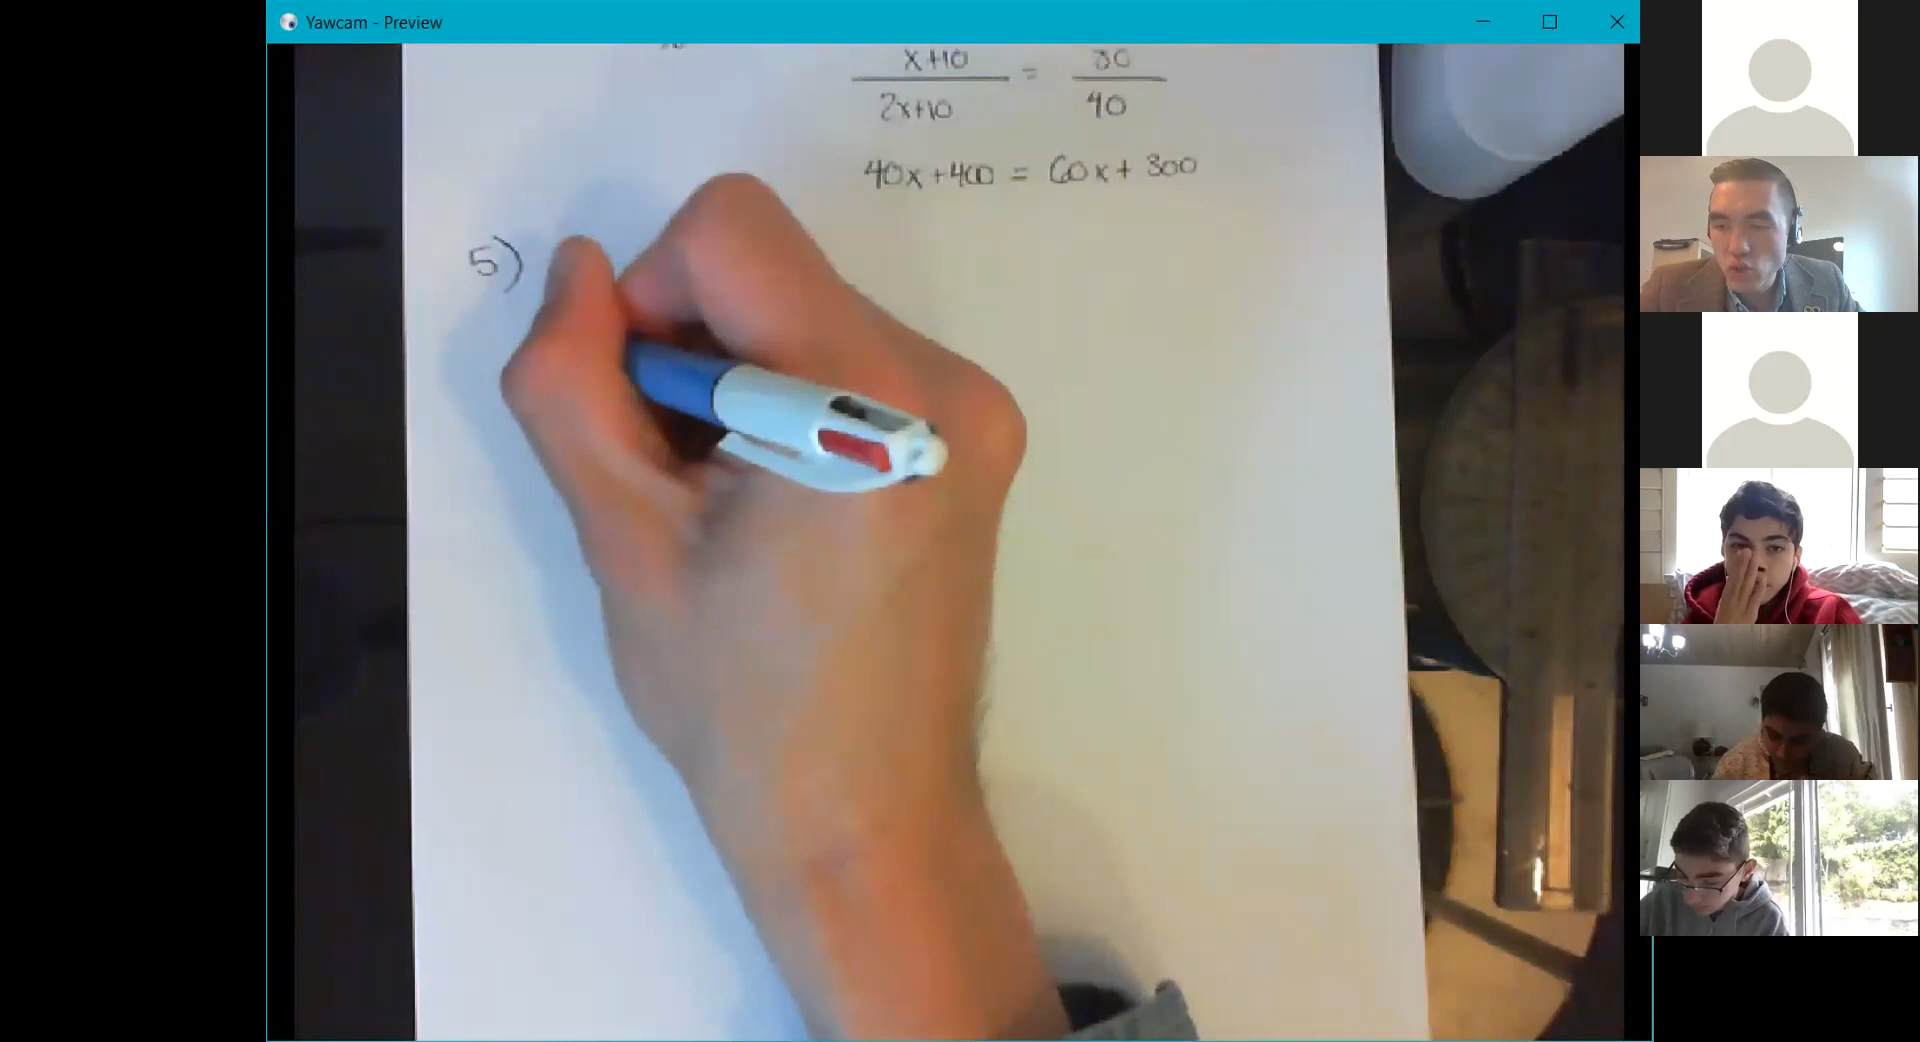 Yawcam - Preview
x+10 = 30
2x+10 40
40x+400 = 60x+300
5)